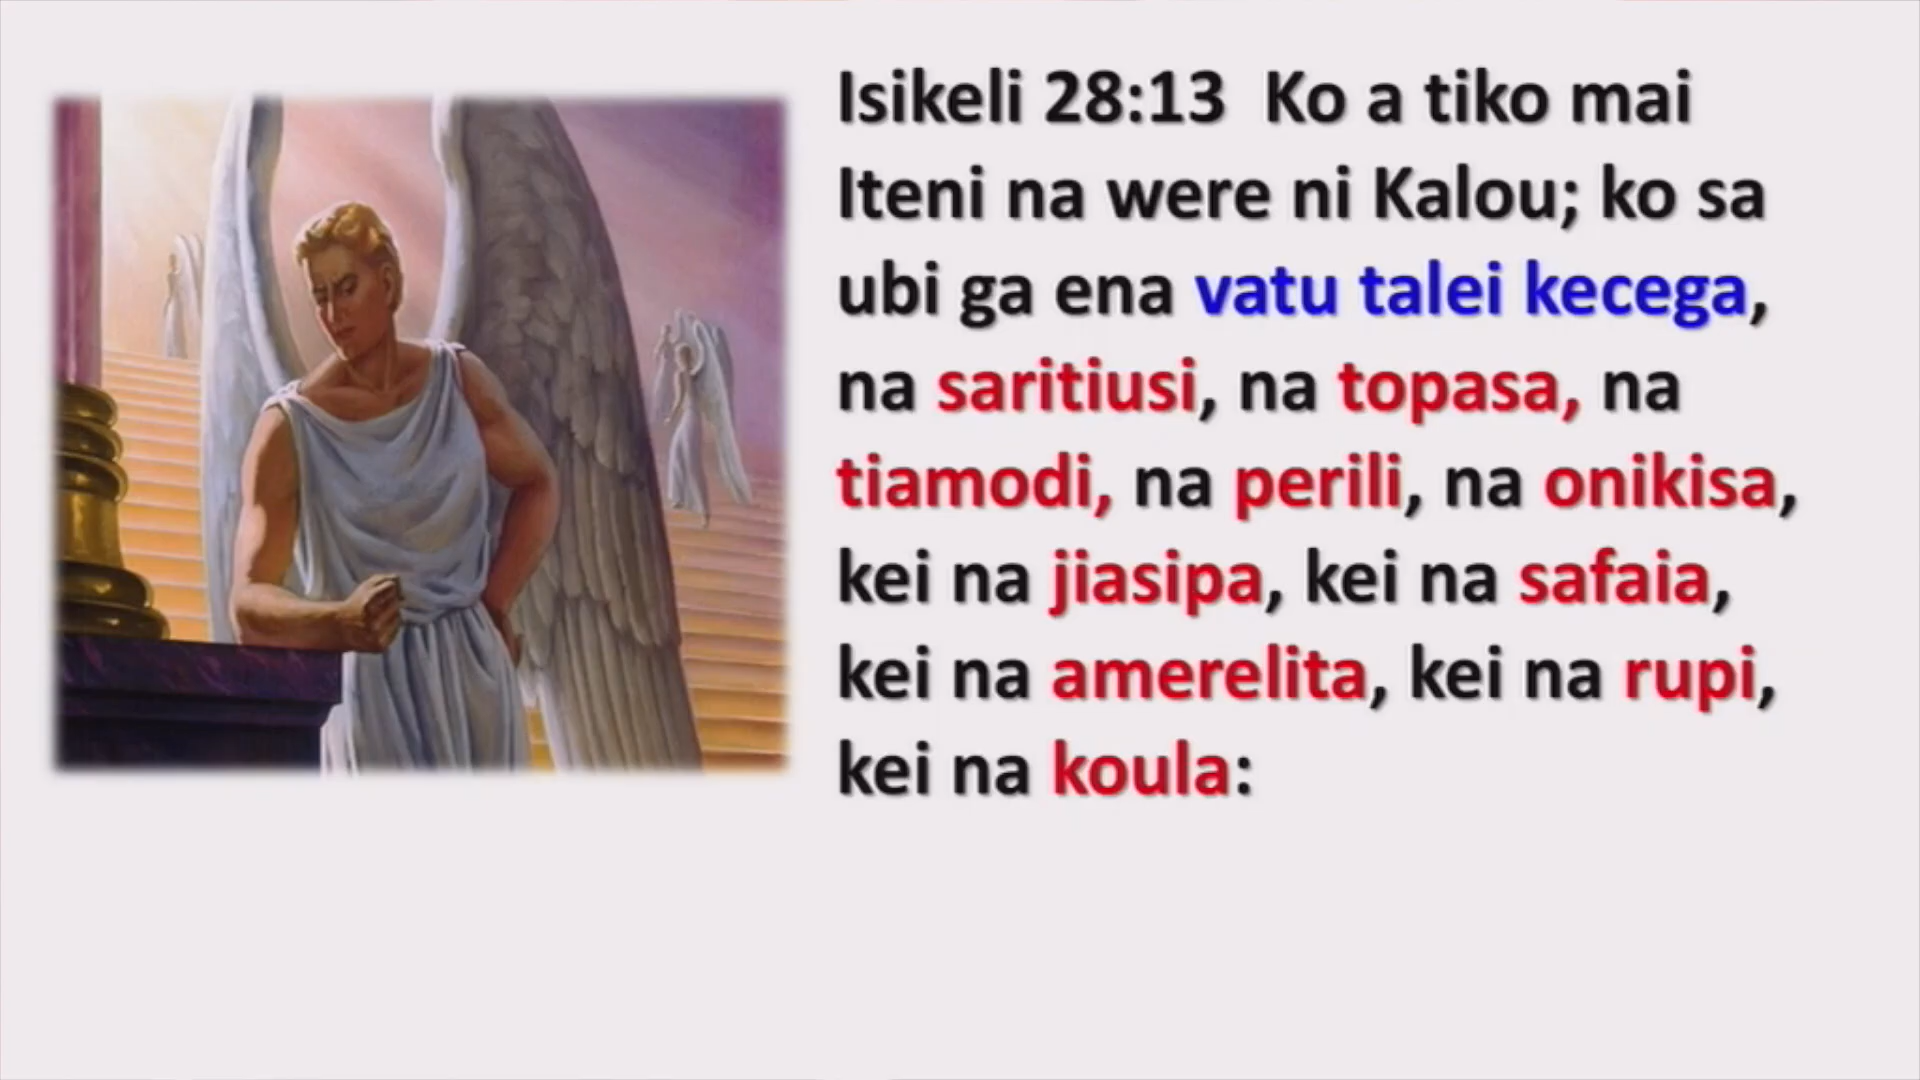 Isikeli 28:13 Ko a tiko mai
Iteni na were ni Kalou; ko sa
ubi ga ena vatu talei kecega,
na saritiusi, na topasa, na
tiamodi, na perili, na onikisa,
kei na jiasipa, kei na safaia,
kei na amerelita, kei na rupi,
kei na koula: